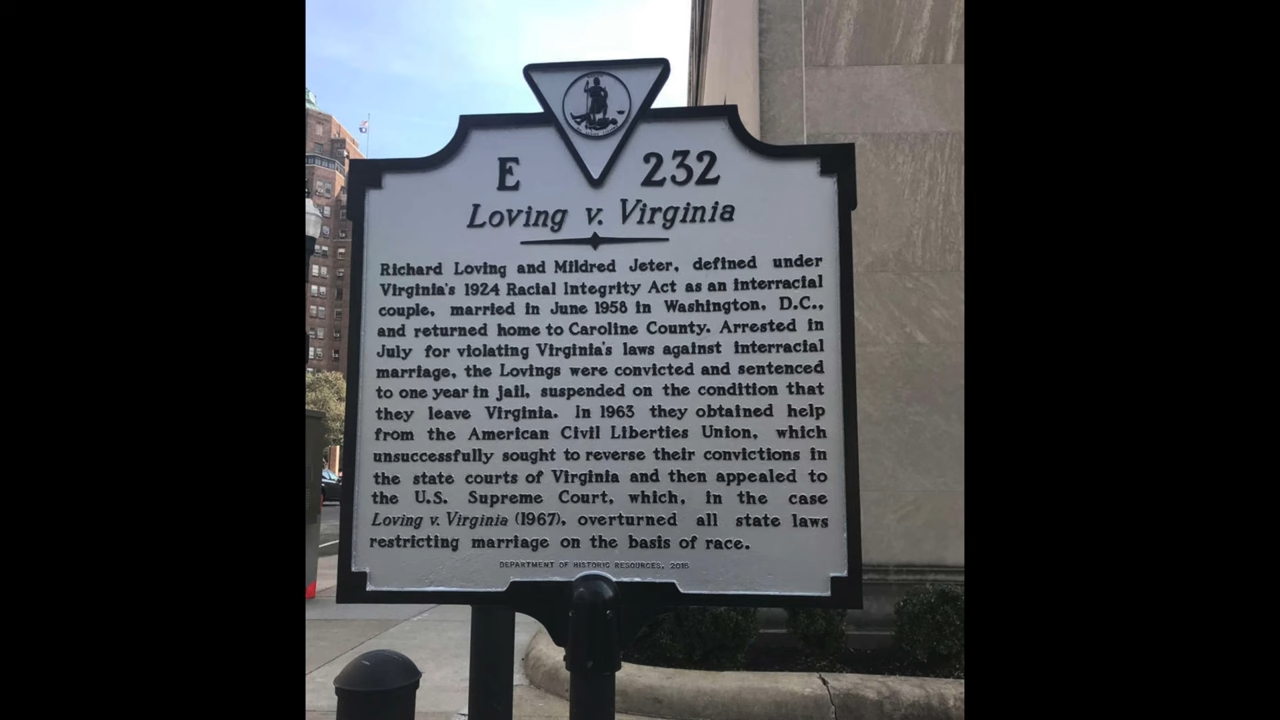 E 232
Loving v. Virginia
Richard Loving and Mildred Jeter, defined under
Virginia's 1924 Racial Integrity Act as an interracial
couple, married in June 1958 in Washington, D.C.,
and returned home to Caroline County. Arrested in
July for violating Virginia's laws against interracial
marriage, the Lovings were convicted and sentenced
to one year in jail, suspended on the condition that
they leave Virginia. In 1963 they obtained help
from the American Civil Liberties Union, which
unsuccessfully sought to reverse their convictions in
the state courts of Virginia and then appealed to
the U.S. Supreme Court, which, in the case
Loving v. Virginia (1967), overturned all state laws
restricting marriage on the basis of race.
DEPARTMENT OF HISTORIC RESOURCES, 2016